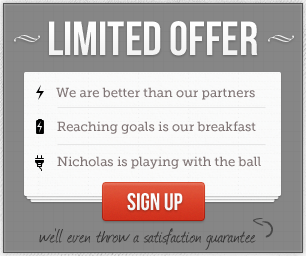 LIMITED OFFER
We are better than our partners
Reaching goals is our breakfast
Nicholas is playing with the ball
SIGN UP
we'll even throw a satisfaction guarantee